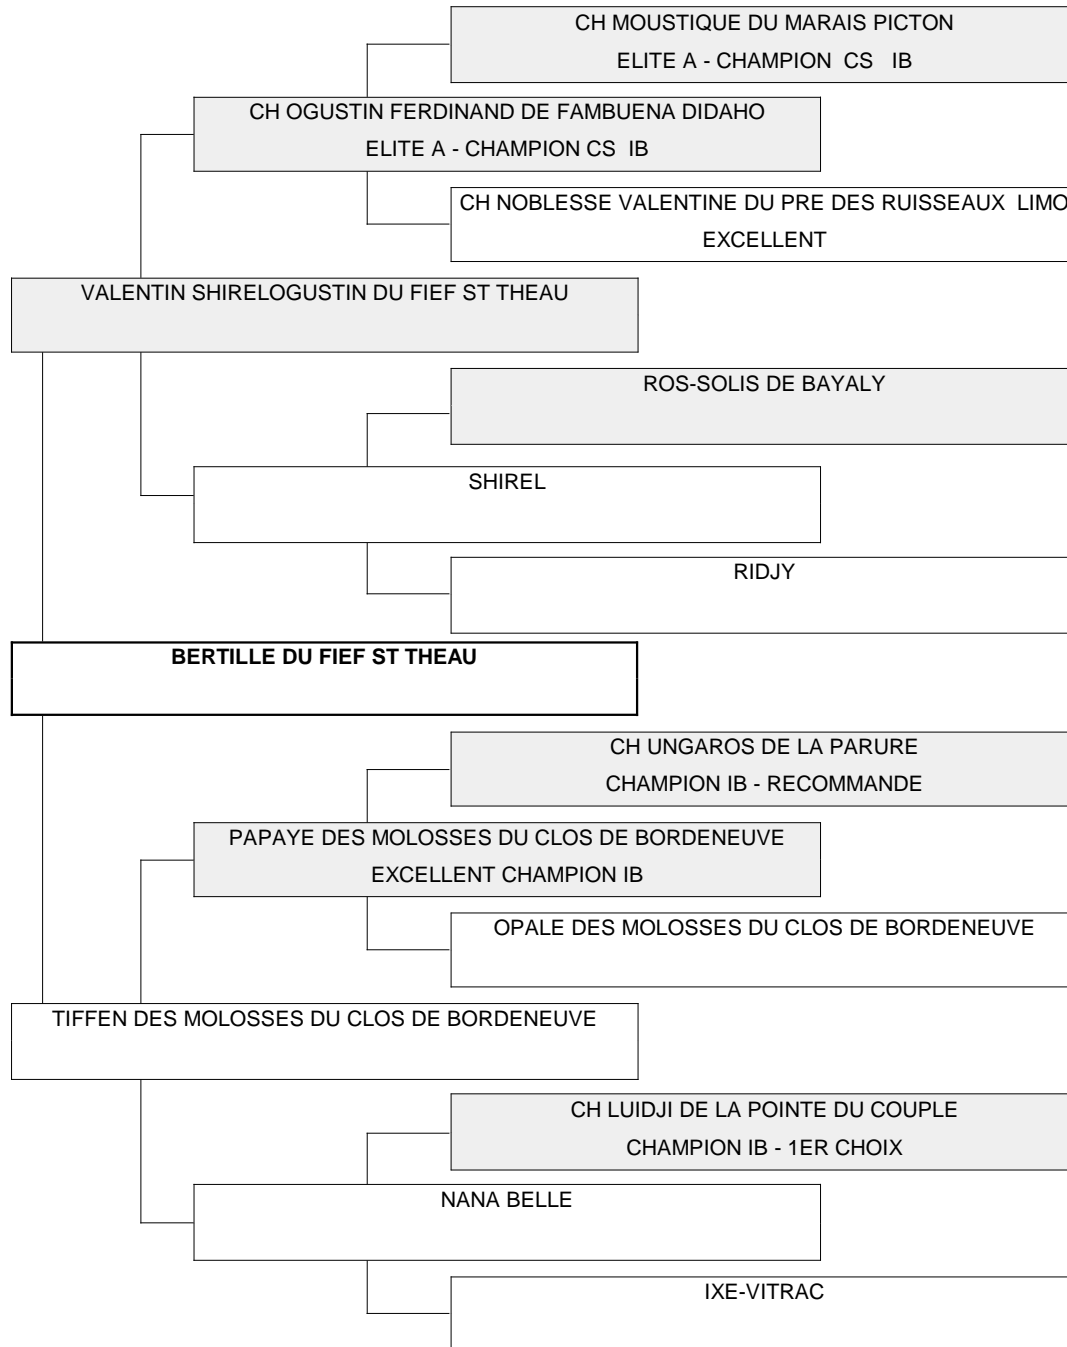 CH MOUSTIQUE DU MARAIS PICTON
ELITE A - CHAMPION CS IB
CH OGUSTIN FERDINAND DE FAMBUENA DIDAHO
ELITE A - CHAMPION CS IB
CH NOBLESSE VALENTINE DU PRE DES RUISSEAUX LIMO
EXCELLENT
VALENTIN SHIRELOGUSTIN DU FIEF ST THEAU
ROS-SOLIS DE BAYALY
SHIREL
RIDJY
BERTILLE DU FIEF ST THEAU
CH UNGAROS DE LA PARURE
CHAMPION IB - RECOMMANDE
PAPAYE DES MOLOSSES DU CLOS DE BORDENEUVE
EXCELLENT CHAMPION IB
OPALE DES MOLOSSES DU CLOS DE BORDENEUVE
TIFFEN DES MOLOSSES DU CLOS DE BORDENEUVE
CH LUIDJI DE LA POINTE DU COUPLE
CHAMPION IB - 1ER CHOIX
NANA BELLE
IXE-VITRAC